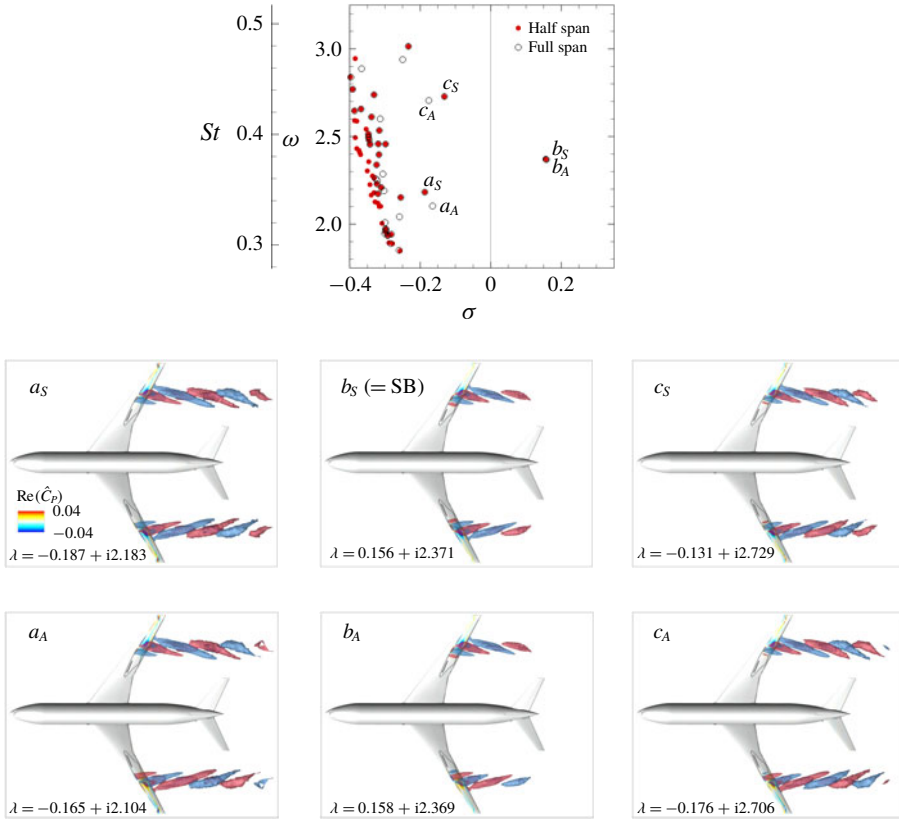 0.5
3.0
Half span
Full span
c_S
c_A
St
0.4
ω
2.5
b_S
b_A
a_S
a_A
2.0
0.3
−0.4
−0.2
0
0.2
σ
a_S
b_S (= SB)
c_S
Re(Ĉ_P)
0.04
−0.04
λ = −0.187 + i2.183
λ = 0.156 + i2.371
λ = −0.131 + i2.729
a_A
b_A
c_A
λ = −0.165 + i2.104
λ = 0.158 + i2.369
λ = −0.176 + i2.706